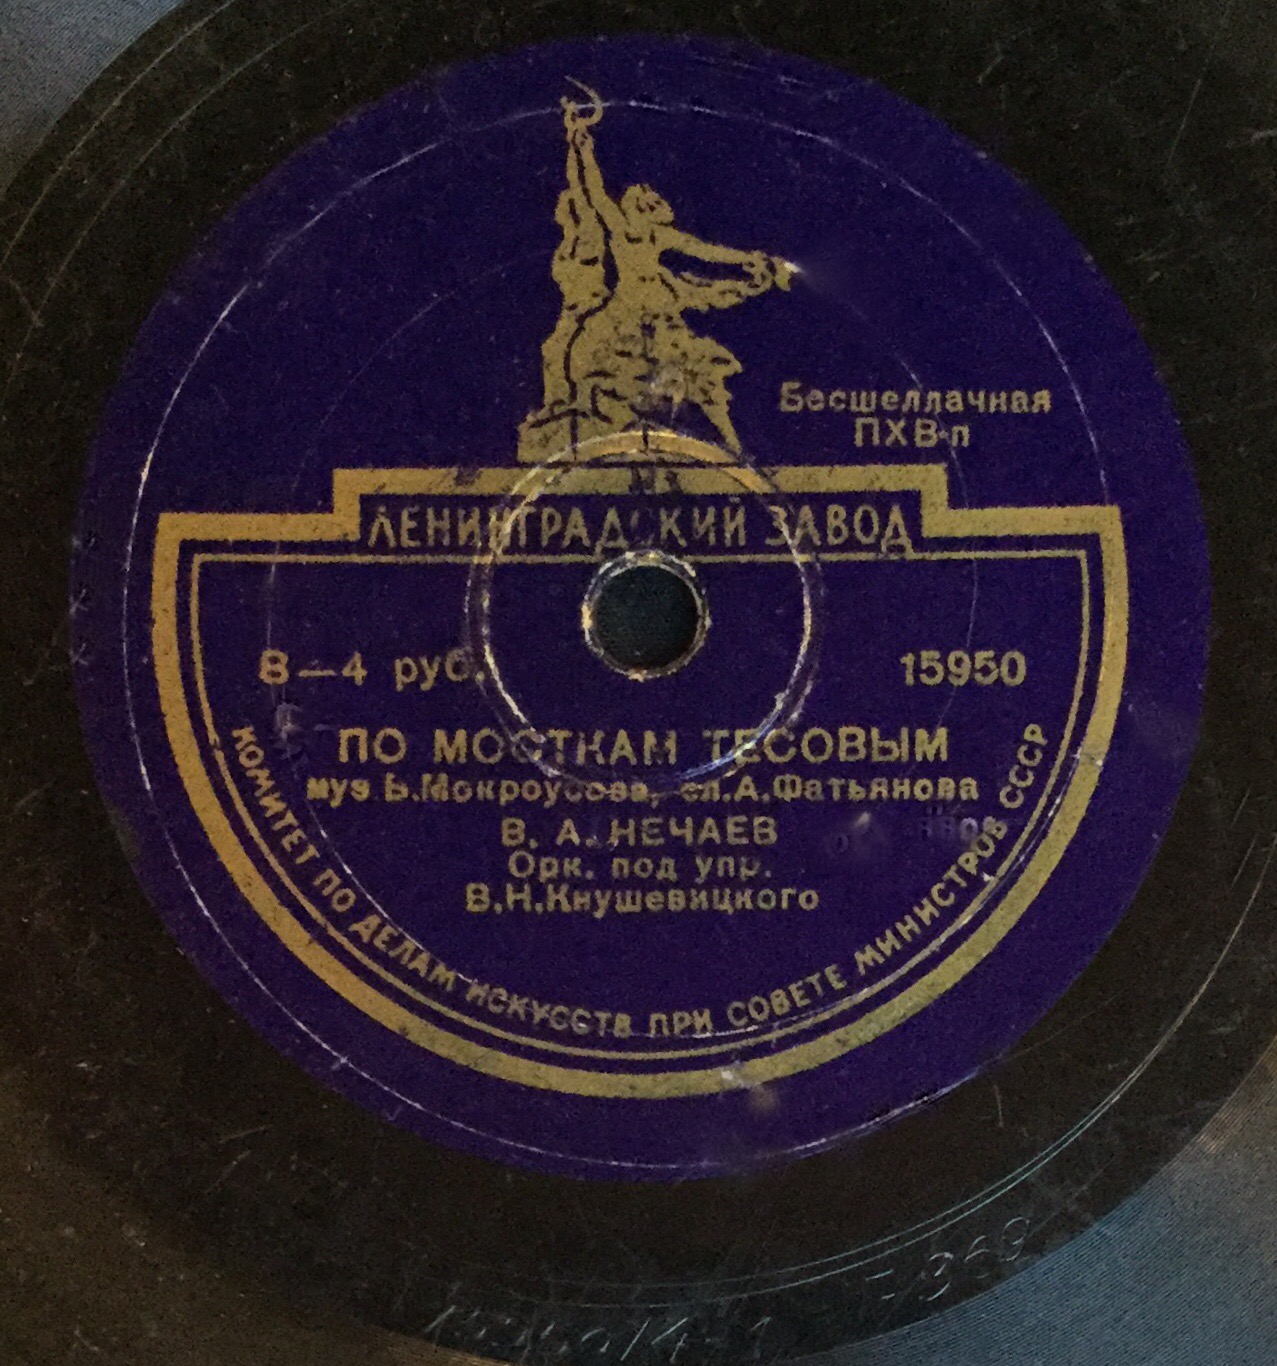 Бесшеллачная
ПХВ-п
ЛЕНИНГРАДСКИЙ ЗАВОД
8—4 руб.
15950
ПО МОСТКАМ ТЕСОВЫМ
муз. Б.Мокроусова, сл.А.Фатьянова
В. А. НЕЧАЕВ
Орк. под упр.
В.Н.Кнушевицкого
КОМИТЕТ ПО ДЕЛАМ ИСКУССТВ ПРИ СОВЕТЕ МИНИСТРОВ СССР